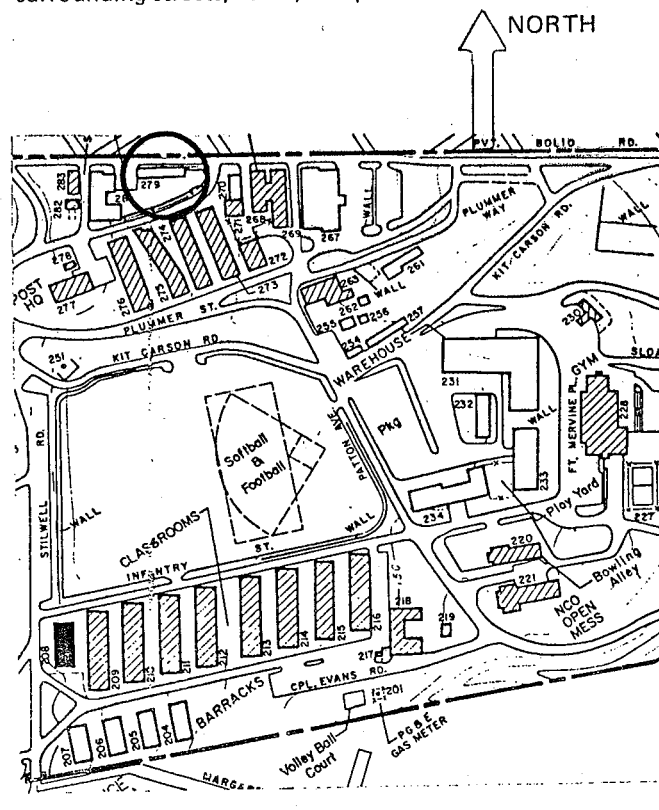 NORTH
PVT. BOLIO RD.
283
282
279
270
271
268
269
267
WALL
PLUMMER WAY
KIT CARSON RD.
WALL
278
POST HQ
277
276
275
274
273
272
PLUMMER ST.
263
262
261
WALL
256
257
255
254
WAREHOUSE
230
SLOA
251
KIT CARSON RD.
231
232
WALL
233
GYM
FT. MERVINE PL.
228
STILWELL RD.
WALL
Softball & Football
PATTON AVE.
Pkg
234
Play Yard
227
CLASSROOMS
INFANTRY ST.
WALL
220
221
Bowling Alley
NCO OPEN MESS
208
209
210
211
212
213
214
215
216
218
219
217
BARRACKS
CPL. EVANS RD.
207
206
205
204
201
Volley Ball Court
P.G.& E. GAS METER